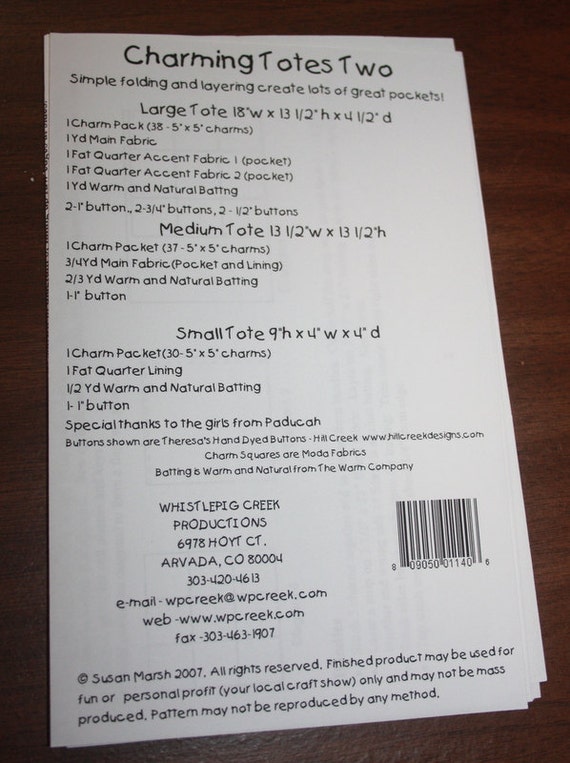 Charming Totes Two
Simple folding and layering create lots of great pockets!
Large Tote 18"w x 13 1/2" h x 4 1/2" d
1 Charm Pack (38 - 5" x 5" charms)
1 Yd Main Fabric
1 Fat Quarter Accent Fabric 1 (pocket)
1 Fat Quarter Accent Fabric 2 (pocket)
1 Yd Warm and Natural Battng
2-1" button., 2-3/4" buttons, 2 - 1/2" buttons
Medium Tote 13 1/2"w x 13 1/2"h
1 Charm Packet (37 - 5" x 5" charms)
3/4Yd Main Fabric(Pocket and Lining)
2/3 Yd Warm and Natural Batting
1-1" button
Small Tote 9"h x 4" w x 4" d
1 Charm Packet(30- 5" x 5" charms)
1 Fat Quarter Lining
1/2 Yd Warm and Natural Batting
1- 1" button
Special thanks to the girls from Paducah
Buttons shown are Theresa's Hand Dyed Buttons - Hill Creek www.hillcreekdesigns.com
Charm Squares are Moda Fabrics
Batting is Warm and Natural from The Warm Company
WHISTLEPIG CREEK
PRODUCTIONS
6978 HOYT CT.
ARVADA, CO 80004
303-420-4613
e-mail - wpcreek@wpcreek.com
web -www.wpcreek.com
fax -303-463-1907
8 09050 01140 6
© Susan Marsh 2007. All rights reserved. Finished product may be used for
fun or personal profit (your local craft show) only and may not be mass
produced. Pattern may not be reproduced by any method.